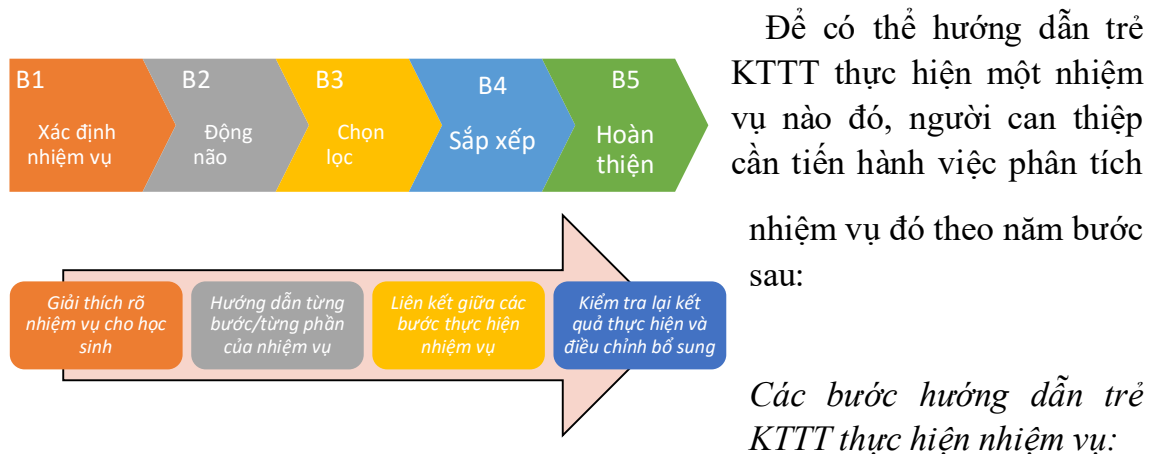 Để có thể hướng dẫn trẻ
KTTT thực hiện một nhiệm
vụ nào đó, người can thiệp
cần tiến hành việc phân tích
nhiệm vụ đó theo năm bước
sau:
B1
Xác định
nhiệm vụ
B2
Động
não
B3
Chọn
lọc
B4
Sắp xếp
B5
Hoàn
thiện
Các bước hướng dẫn trẻ
KTTT thực hiện nhiệm vụ:
Giải thích rõ
nhiệm vụ cho học
sinh
Hướng dẫn từng
bước/từng phần
của nhiệm vụ
Liên kết giữa các
bước thực hiện
nhiệm vụ
Kiểm tra lại kết
quả thực hiện và
điều chỉnh bổ sung